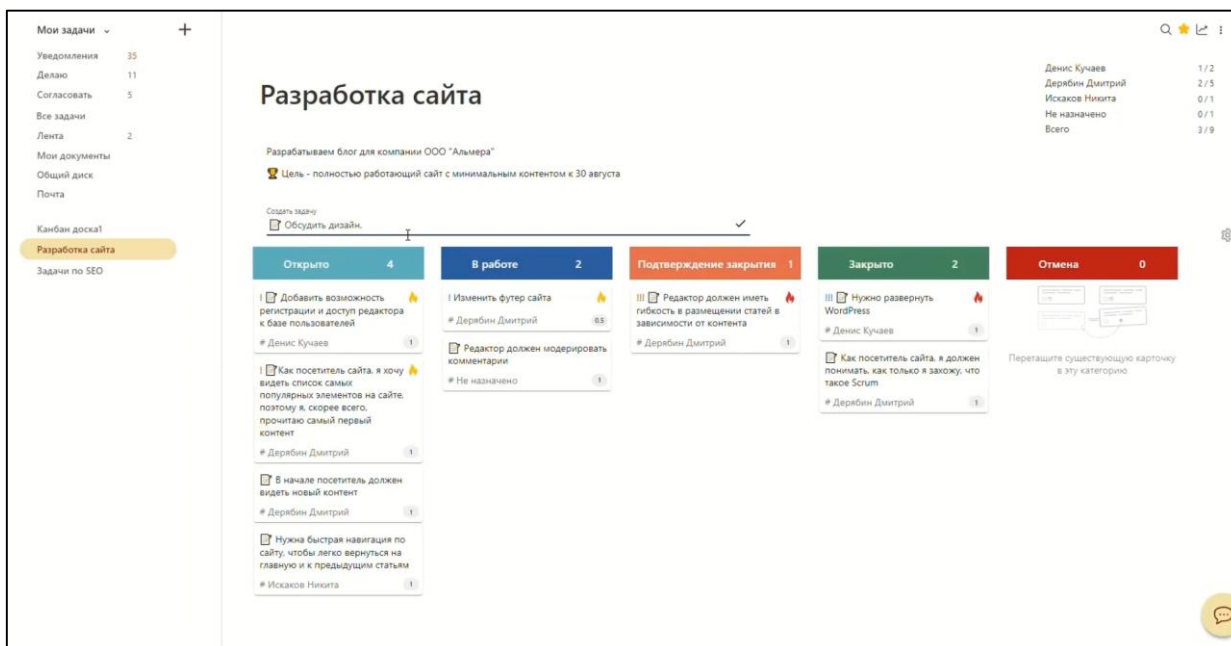 Мои задачи
Уведомления 35
Делаю 11
Согласовать 5
Все задачи
Лента 2
Мои документы
Общий диск
Почта
Канбан доска1
Разработка сайта
Задачи по SEO
Денис Кучаев 1/2
Дерябин Дмитрий 2/5
Искаков Никита 0/1
Не назначено 0/1
Всего 3/9
Разработка сайта
Разрабатываем блог для компании ООО "Альмера"
🏆 Цель - полностью работающий сайт с минимальным контентом к 30 августа
Создать задачу
📝 Обсудить дизайн.
Открыто 4
! 📝 Добавить возможность 🔥
регистрации и доступ редактора
к базе пользователей
# Денис Кучаев 1
! 📝Как посетитель сайта, я хочу 🔥
видеть список самых
популярных элементов на сайте,
поэтому я, скорее всего,
прочитаю самый первый
контент
# Дерябин Дмитрий 1
📝 В начале посетитель должен
видеть новый контент
# Дерябин Дмитрий 1
📝 Нужна быстрая навигация по
сайту, чтобы легко вернуться на
главную и к предыдущим статьям
# Искаков Никита 1
В работе 2
! Изменить футер сайта 🔥
# Дерябин Дмитрий 0.5
📝 Редактор должен модерировать
комментарии
# Не назначено 1
Подтверждение закрытия 1
!!! 📝 Редактор должен иметь 🔥
гибкость в размещении статей в
зависимости от контента
# Дерябин Дмитрий 1
Закрыто 2
!!! 📝 Нужно развернуть 🔥
WordPress
# Денис Кучаев 1
📝 Как посетитель сайта, я должен
понимать, как только я захожу, что
такое Scrum
# Дерябин Дмитрий 1
Отмена 0
Перетащите существующую карточку
в эту категорию